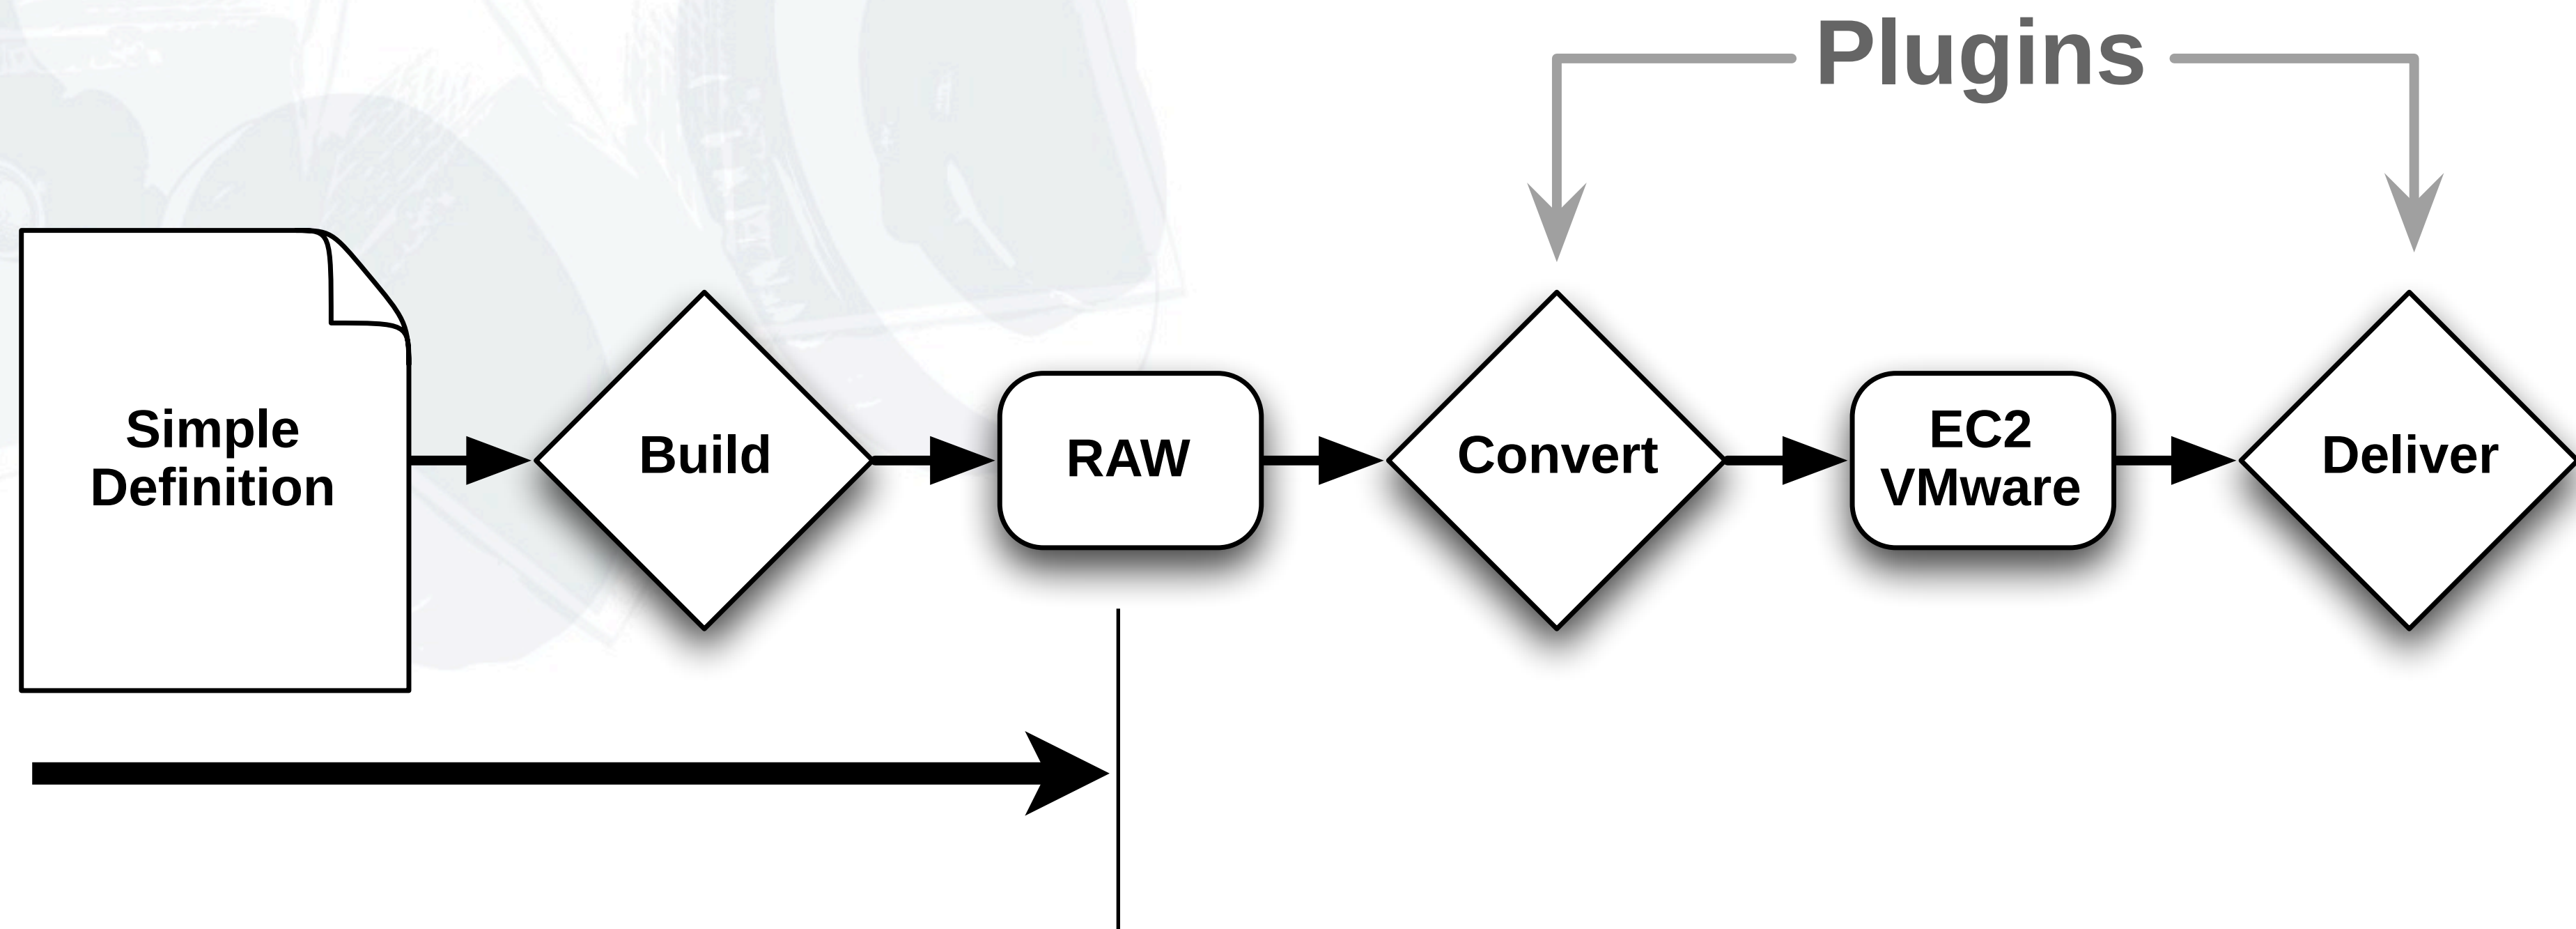 Plugins
Simple
Definition
Build
RAW
Convert
EC2
VMware
Deliver